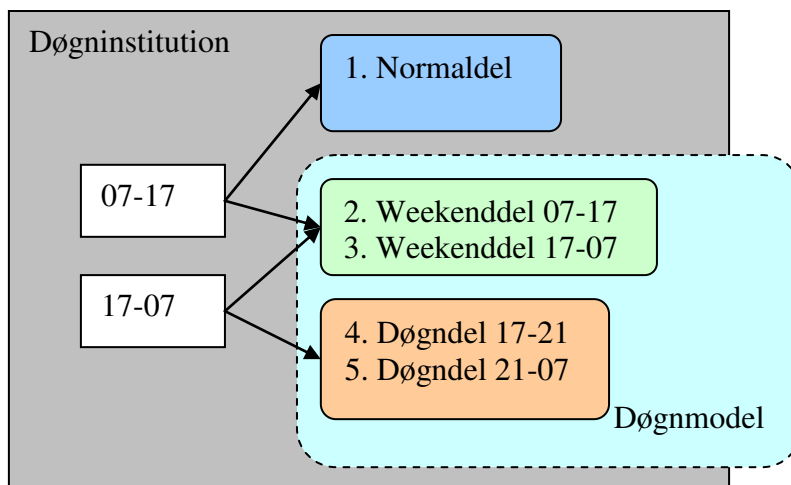 Døgninstitution
1. Normaldel
07-17
2. Weekenddel 07-17
3. Weekenddel 17-07
17-07
4. Døgndel 17-21
5. Døgndel 21-07
Døgnmodel